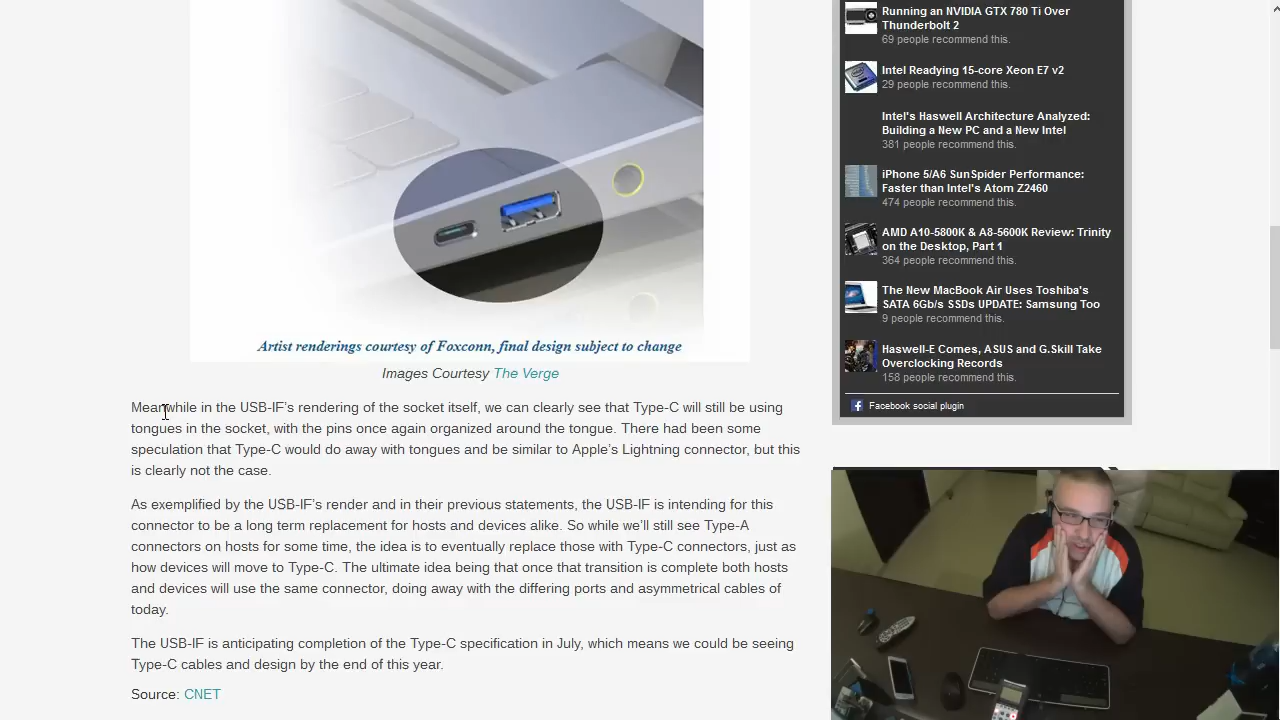 Running an NVIDIA GTX 780 Ti Over
Thunderbolt 2
69 people recommend this.
Intel Readying 15-core Xeon E7 v2
29 people recommend this.
Intel's Haswell Architecture Analyzed:
Building a New PC and a New Intel
381 people recommend this.
iPhone 5/A6 SunSpider Performance:
Faster than Intel's Atom Z2460
474 people recommend this.
AMD A10-5800K & A8-5600K Review: Trinity
on the Desktop, Part 1
364 people recommend this.
The New MacBook Air Uses Toshiba's
SATA 6Gb/s SSDs UPDATE: Samsung Too
9 people recommend this.
Haswell-E Comes, ASUS and G.Skill Take
Overclocking Records
158 people recommend this.
Facebook social plugin
Artist renderings courtesy of Foxconn, final design subject to change
Images Courtesy The Verge
Meanwhile in the USB-IF's rendering of the socket itself, we can clearly see that Type-C will still be using
tongues in the socket, with the pins once again organized around the tongue. There had been some
speculation that Type-C would do away with tongues and be similar to Apple's Lightning connector, but this
is clearly not the case.
As exemplified by the USB-IF's render and in their previous statements, the USB-IF is intending for this
connector to be a long term replacement for hosts and devices alike. So while we'll still see Type-A
connectors on hosts for some time, the idea is to eventually replace those with Type-C connectors, just as
how devices will move to Type-C. The ultimate idea being that once that transition is complete both hosts
and devices will use the same connector, doing away with the differing ports and asymmetrical cables of
today.
The USB-IF is anticipating completion of the Type-C specification in July, which means we could be seeing
Type-C cables and design by the end of this year.
Source: CNET